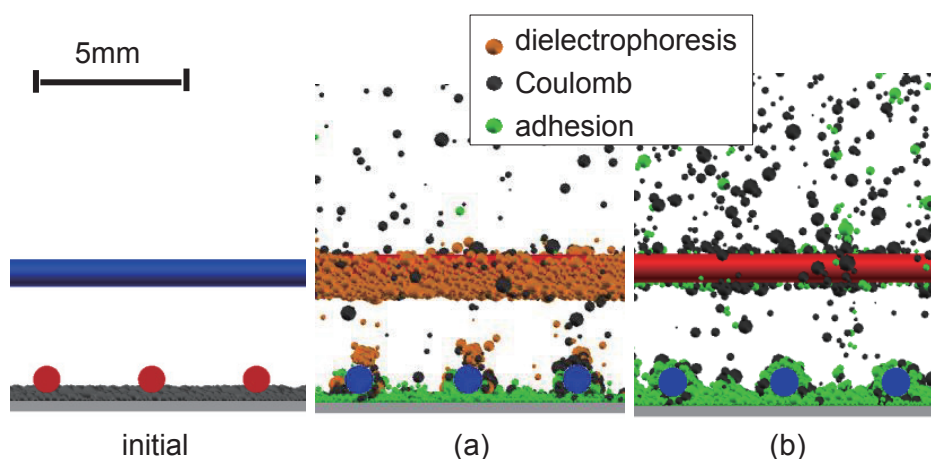 5mm
dielectrophoresis
Coulomb
adhesion
initial
(a)
(b)